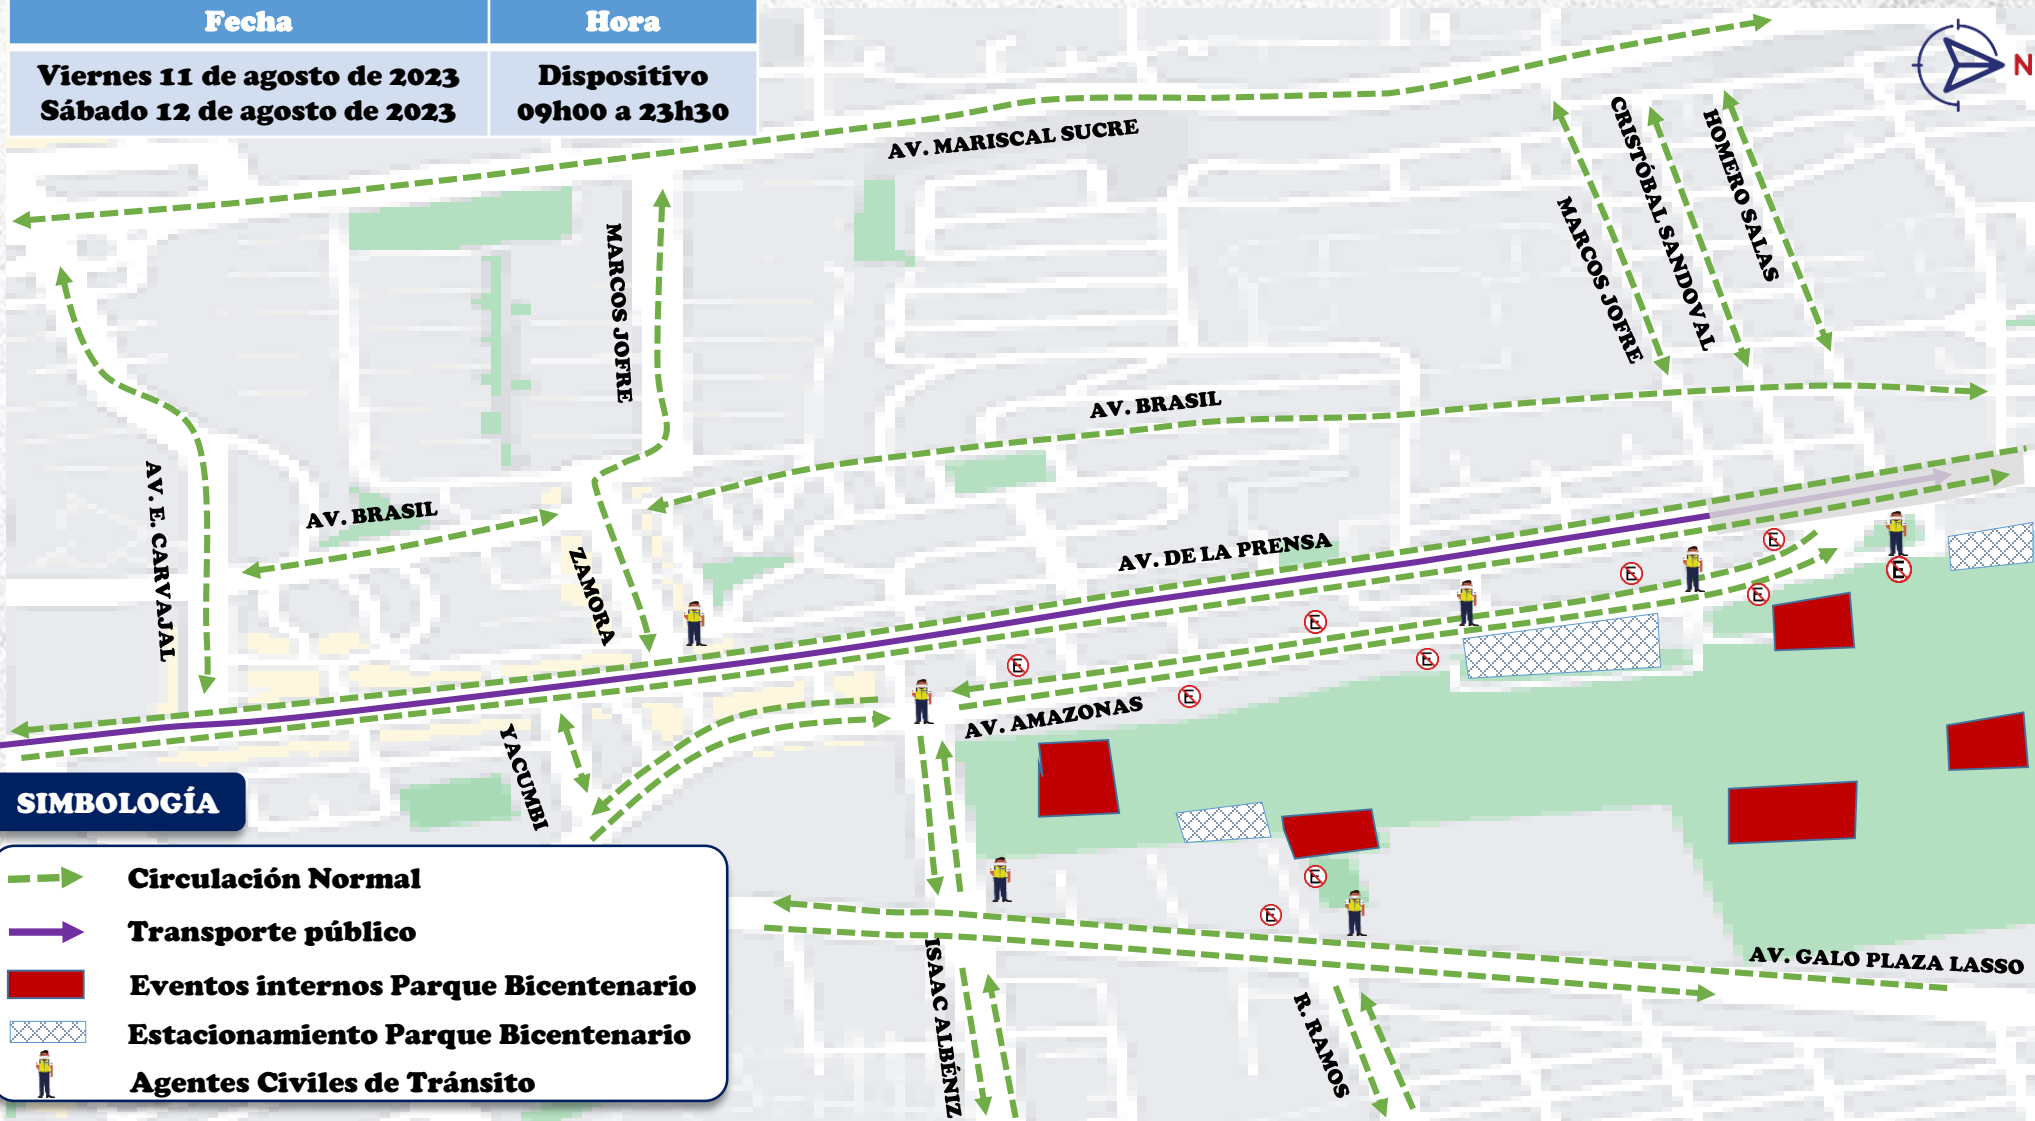 Fecha
Hora
Viernes 11 de agosto de 2023
Sábado 12 de agosto de 2023
Dispositivo
09h00 a 23h30
N
AV. MARISCAL SUCRE
CRISTÓBAL SANDOVAL
HOMERO SALAS
MARCOS JOFRE
MARCOS JOFRE
AV. BRASIL
AV. E. CARVAJAL
AV. BRASIL
ZAMORA
AV. DE LA PRENSA
E
E
E
E
E
E
E
E
AV. AMAZONAS
YACUMBI
E
E
ISAAC ALBÉNIZ
R. RAMOS
AV. GALO PLAZA LASSO
SIMBOLOGÍA
Circulación Normal
Transporte público
Eventos internos Parque Bicentenario
Estacionamiento Parque Bicentenario
Agentes Civiles de Tránsito